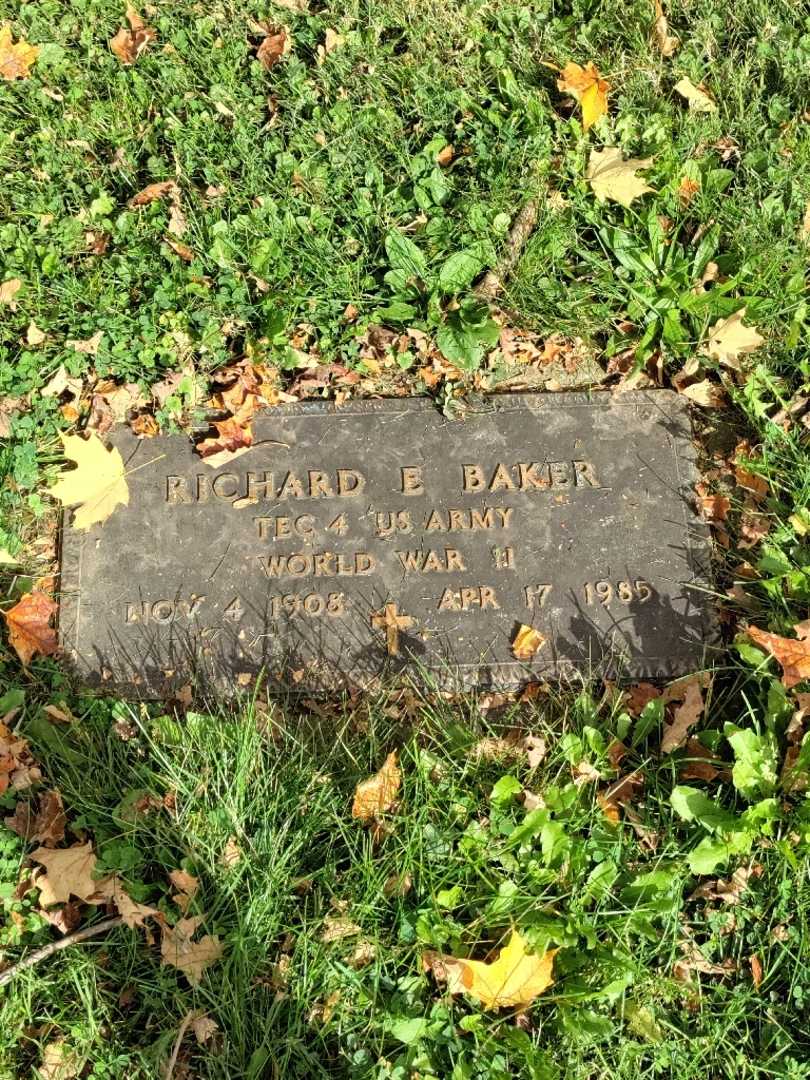 RICHARD E BAKER
TEC 4 US ARMY
WORLD WAR II
NOV 4 1908 APR 17 1985